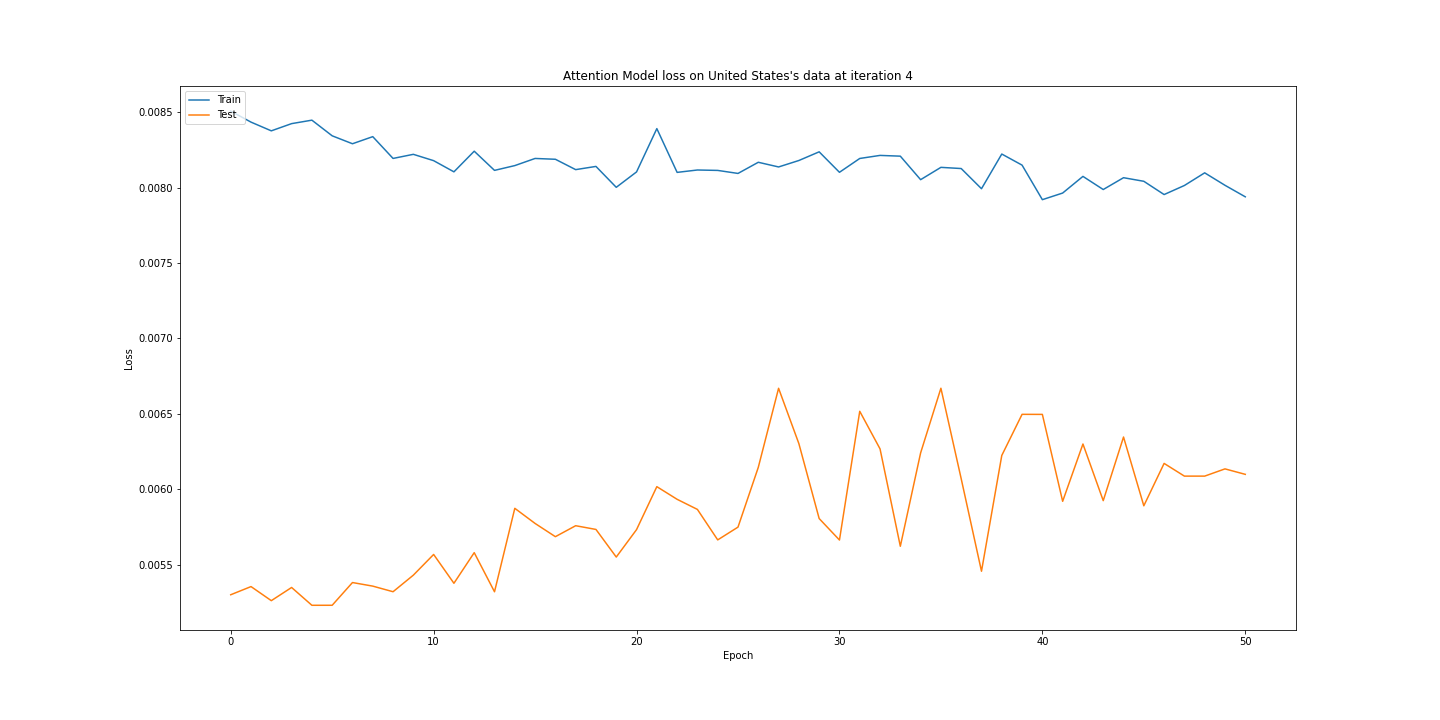 Attention Model loss on United States's data at iteration 4
Train
Test
0.0085
0.0080
0.0075
0.0070
0.0065
0.0060
0.0055
Loss
0 10 20 30 40 50
Epoch